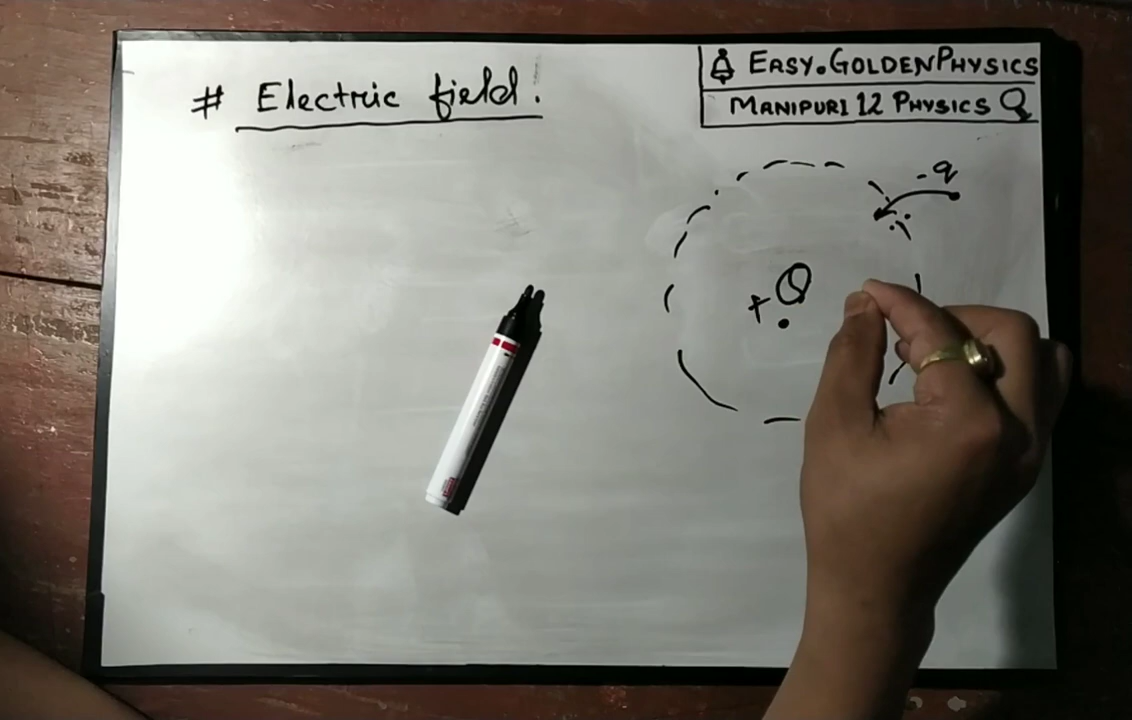 # Electric field.
EASY.GOLDENPHYSICS
MANIPURI 12 PHYSICS
-q
+Q